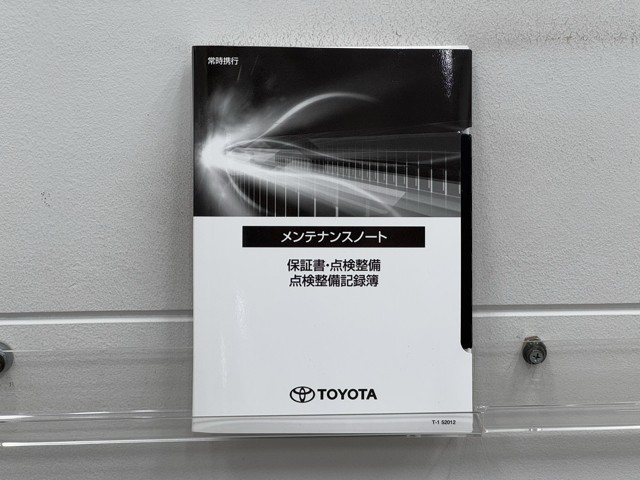 常時携行
メンテナンスノート
保証書・点検整備
点検整備記録簿
TOYOTA
T-1 52012